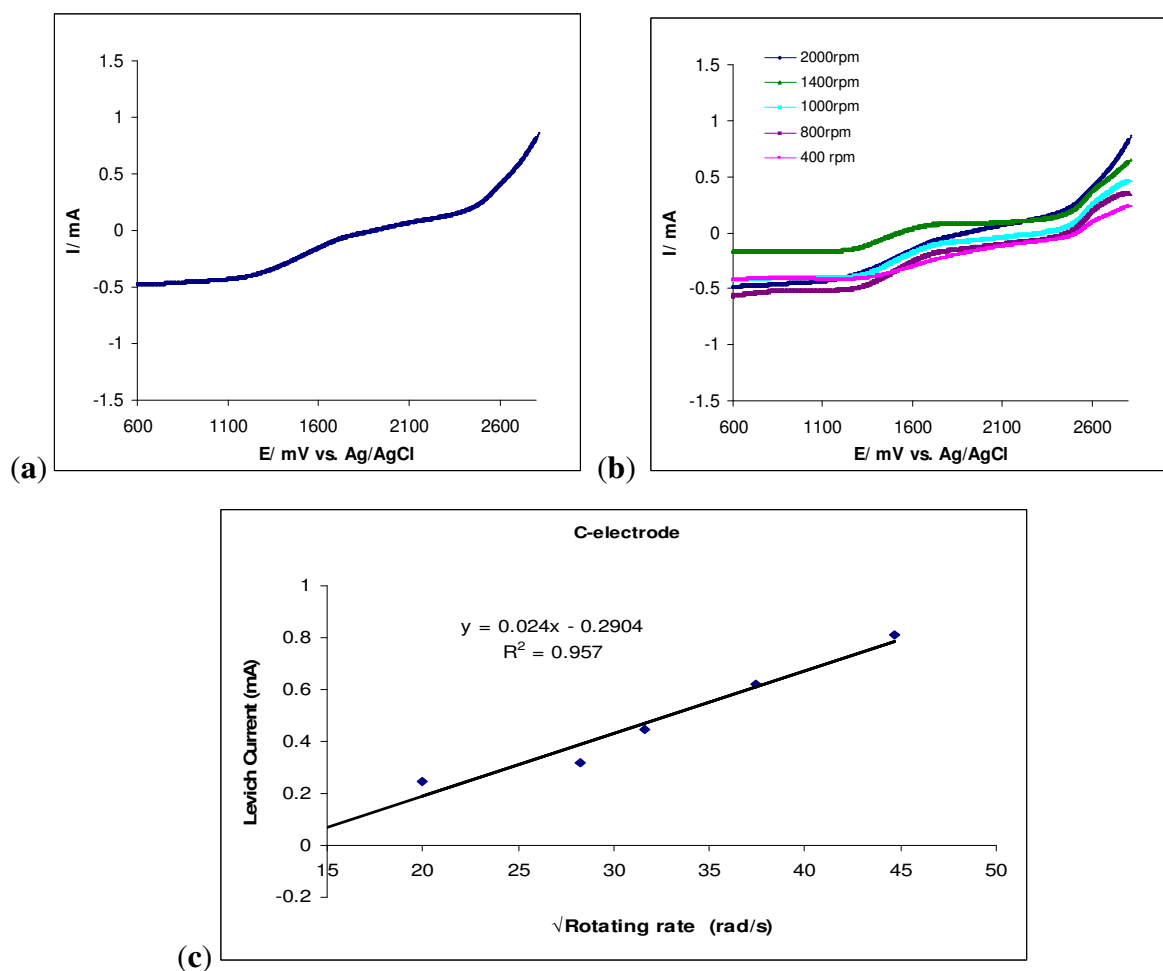 1.5
1
0.5
0
-0.5
-1
-1.5
I/ mA
600 1100 1600 2100 2600
E/ mV vs. Ag/AgCl
(a)
2000rpm
1400rpm
1000rpm
800rpm
400 rpm
1.5
1
0.5
0
-0.5
-1
-1.5
I/ mA
600 1100 1600 2100 2600
E/ mV vs. Ag/AgCl
(b)
C-electrode
y = 0.024x - 0.2904
R² = 0.957
1
0.8
0.6
0.4
0.2
0
-0.2
Levich Current (mA)
15 20 25 30 35 40 45 50
√Rotating rate (rad/s)
(c)